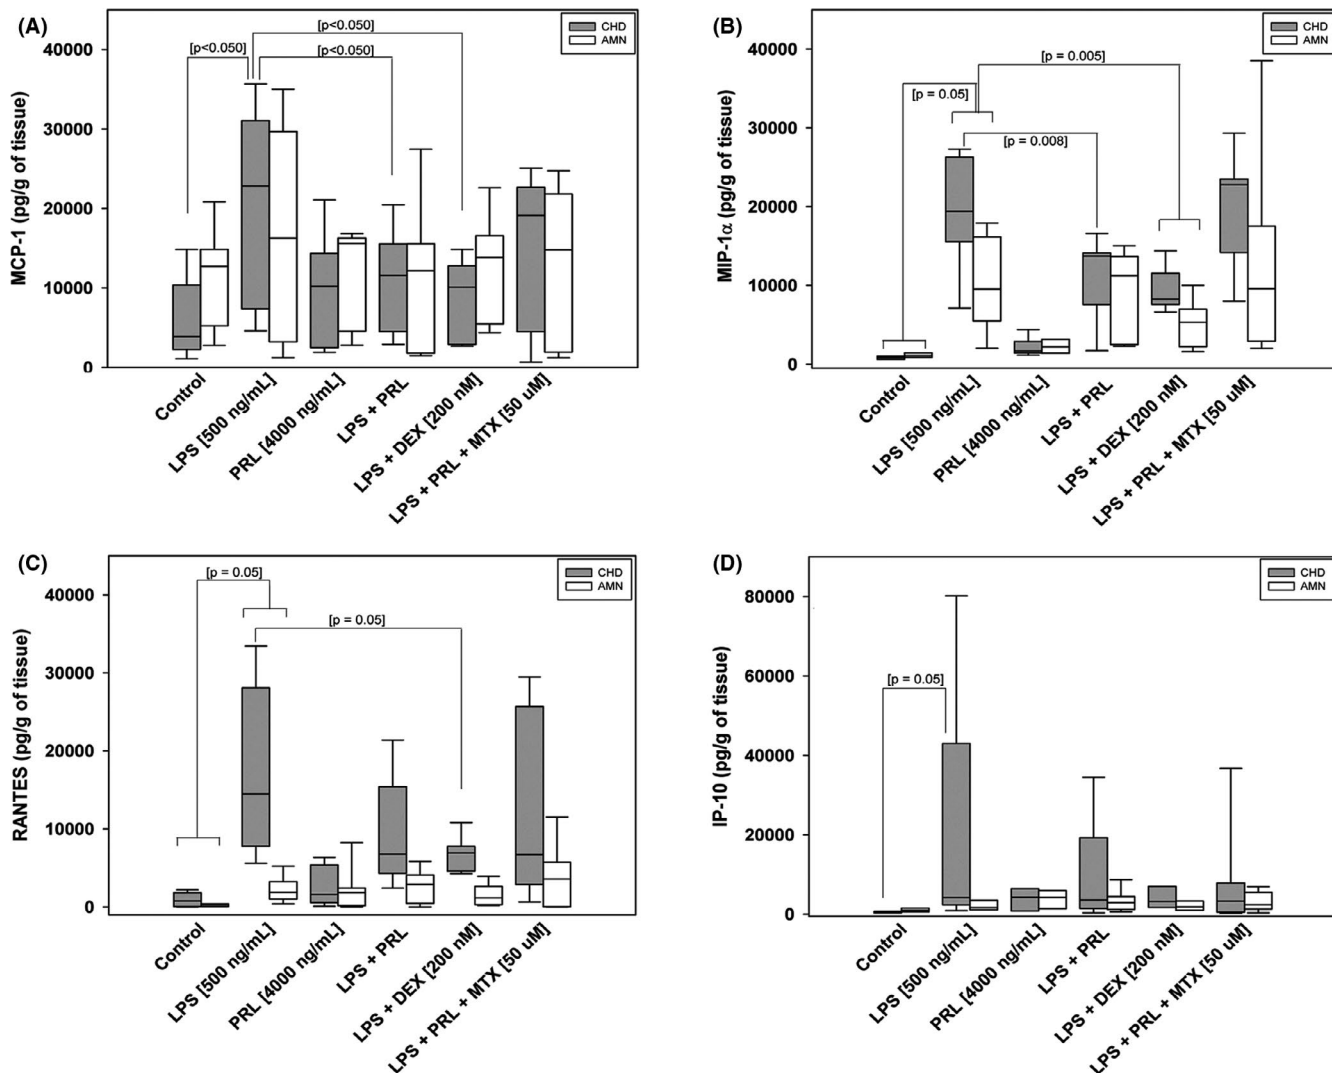 (A)
[p<0.050]
[p<0.050]
[p<0.050]
CHD
AMN
MCP-1 (pg/g of tissue)
40000
30000
20000
10000
0
Control
LPS [500 ng/mL]
PRL [4000 ng/mL]
LPS + PRL
LPS + DEX [200 nM]
LPS + PRL + MTX [50 uM]
(B)
[p = 0.005]
[p = 0.05]
[p = 0.008]
CHD
AMN
MIP-1α (pg/g of tissue)
40000
30000
20000
10000
0
Control
LPS [500 ng/mL]
PRL [4000 ng/mL]
LPS + PRL
LPS + DEX [200 nM]
LPS + PRL + MTX [50 uM]
(C)
[p = 0.05]
[p = 0.05]
CHD
AMN
RANTES (pg/g of tissue)
40000
30000
20000
10000
0
Control
LPS [500 ng/mL]
PRL [4000 ng/mL]
LPS + PRL
LPS + DEX [200 nM]
LPS + PRL + MTX [50 uM]
(D)
[p = 0.05]
CHD
AMN
IP-10 (pg/g of tissue)
80000
60000
40000
20000
0
Control
LPS [500 ng/mL]
PRL [4000 ng/mL]
LPS + PRL
LPS + DEX [200 nM]
LPS + PRL + MTX [50 uM]